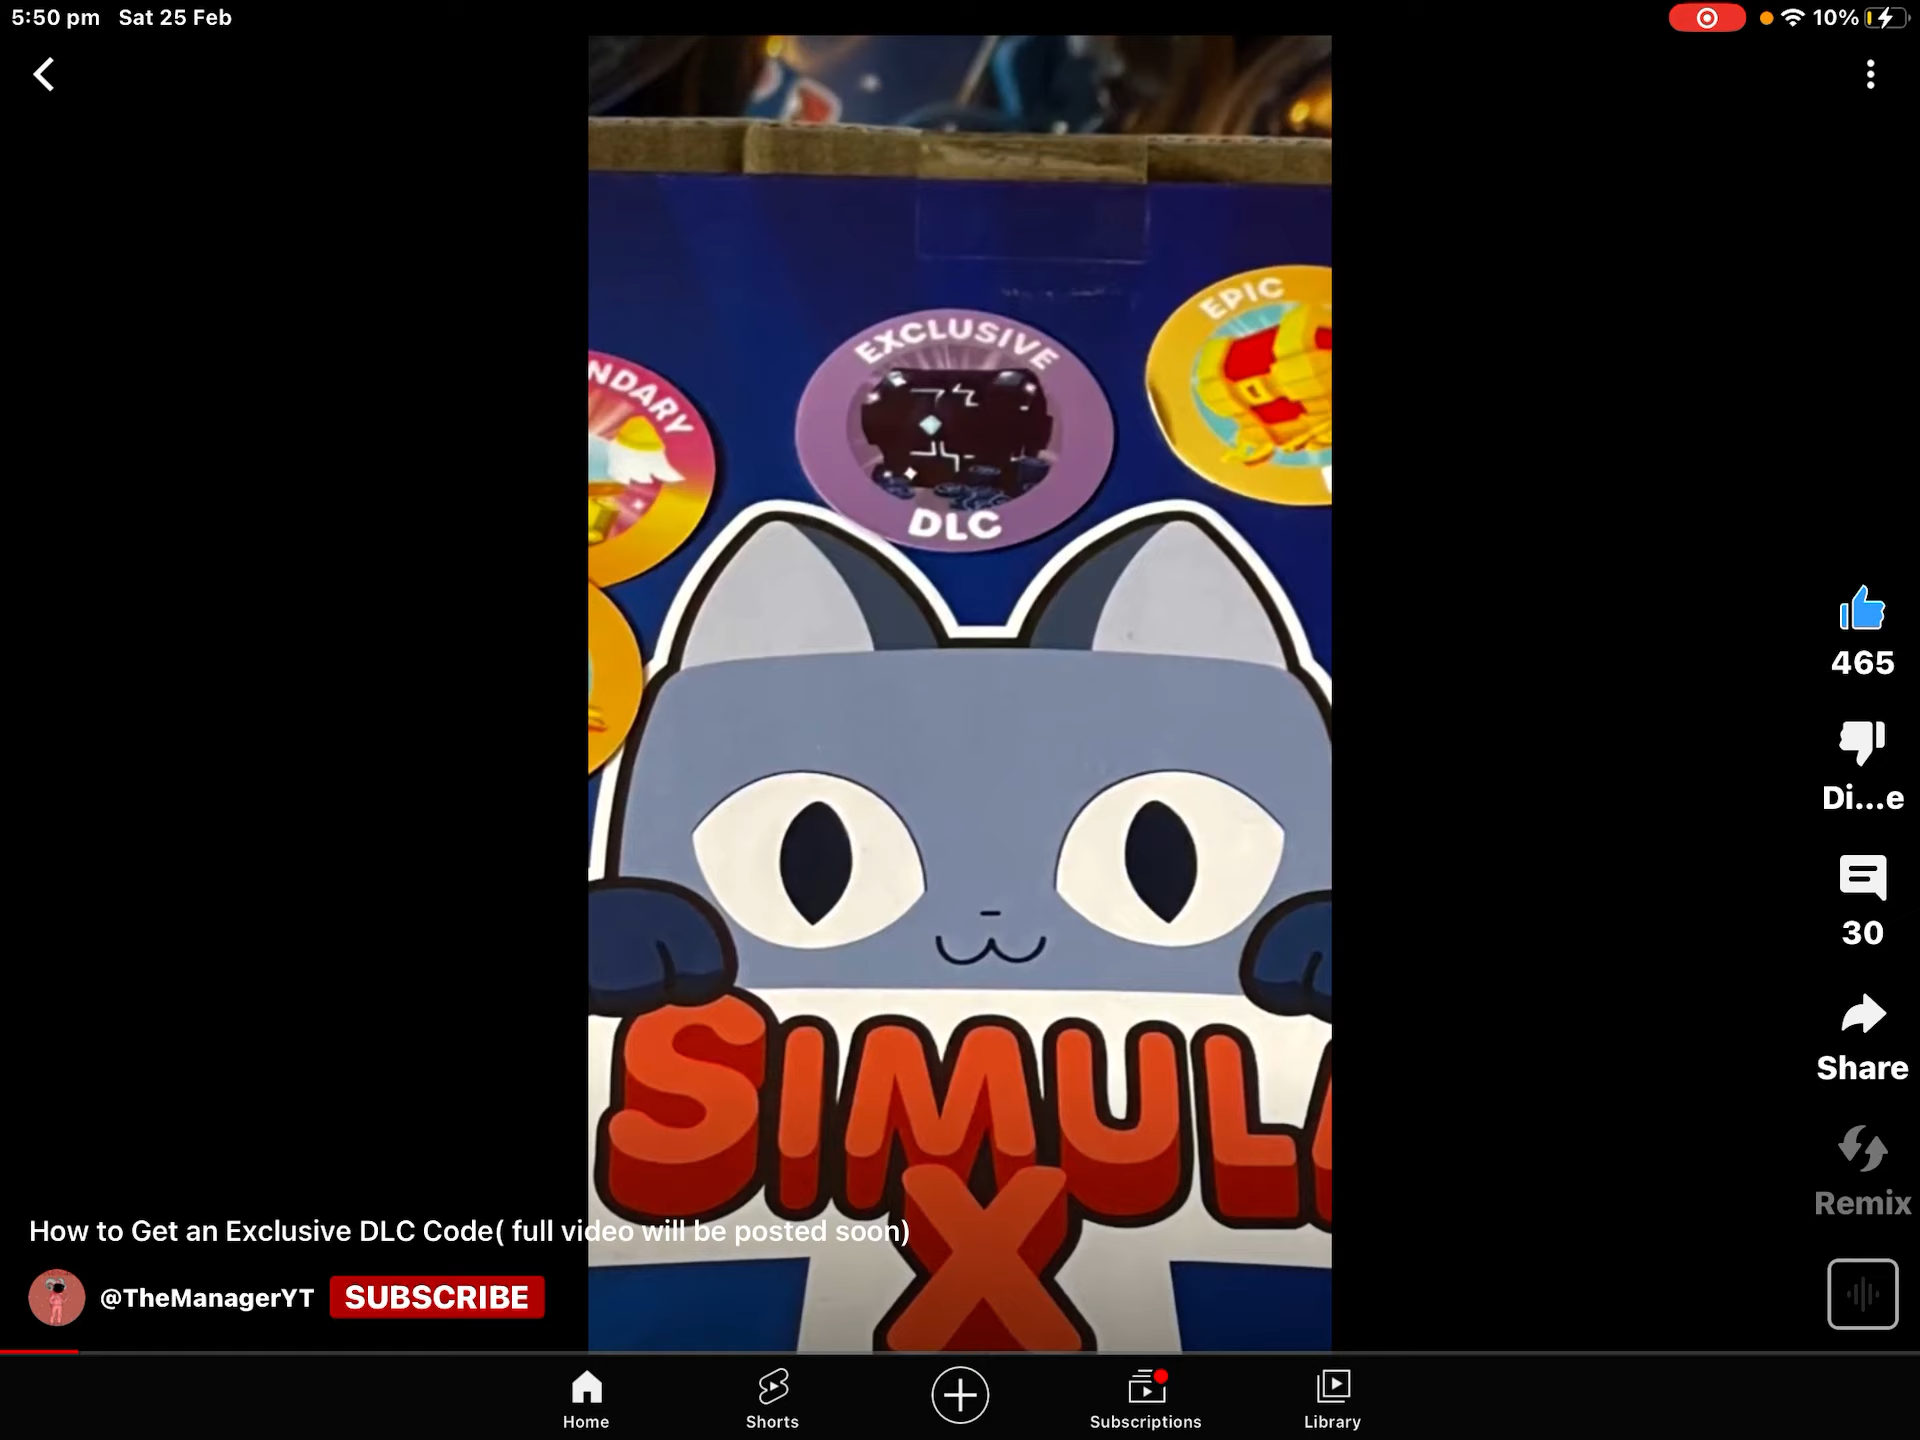 5:50 pm Sat 25 Feb
10%
EXCLUSIVE
DLC
EPIC
NDARY
SIMUL
X
465
Di...e
30
Share
Remix
How to Get an Exclusive DLC Code( full video will be posted soon)
@TheManagerYT SUBSCRIBE
Home Shorts Subscriptions Library